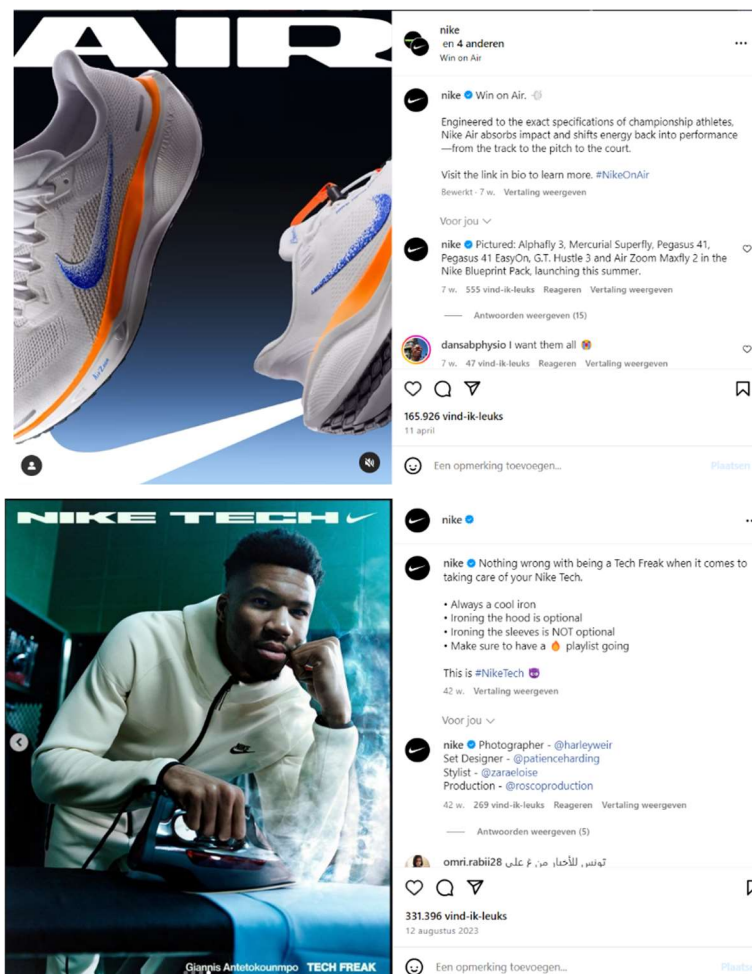 AIR
nike
en 4 anderen
Win on Air
nike Win on Air. 💨
Engineered to the exact specifications of championship athletes,
Nike Air absorbs impact and shifts energy back into performance
—from the track to the pitch to the court.
Visit the link in bio to learn more. #NikeOnAir
Bewerkt · 7 w. Vertaling weergeven
Voor jou
nike Pictured: Alphafly 3, Mercurial Superfly, Pegasus 41,
Pegasus 41 EasyOn, G.T. Hustle 3 and Air Zoom Maxfly 2 in the
Nike Blueprint Pack, launching this summer.
7 w. 555 vind-ik-leuks Reageren Vertaling weergeven
Antwoorden weergeven (15)
dansabphysio I want them all 😭
7 w. 47 vind-ik-leuks Reageren Vertaling weergeven
165.926 vind-ik-leuks
11 april
Een opmerking toevoegen...
Plaatsen
NIKE TECH
nike
nike Nothing wrong with being a Tech Freak when it comes to
taking care of your Nike Tech.
• Always a cool iron
• Ironing the hood is optional
• Ironing the sleeves is NOT optional
• Make sure to have a 🔥 playlist going
This is #NikeTech 😈
42 w. Vertaling weergeven
Voor jou
nike Photographer - @harleyweir
Set Designer - @patienceharding
Stylist - @zaraeloise
Production - @roscoproduction
42 w. 269 vind-ik-leuks Reageren Vertaling weergeven
Antwoorden weergeven (5)
omri.rabii28
331.396 vind-ik-leuks
12 augustus 2023
Een opmerking toevoegen...
Giannis Antetokounmpo TECH FREAK